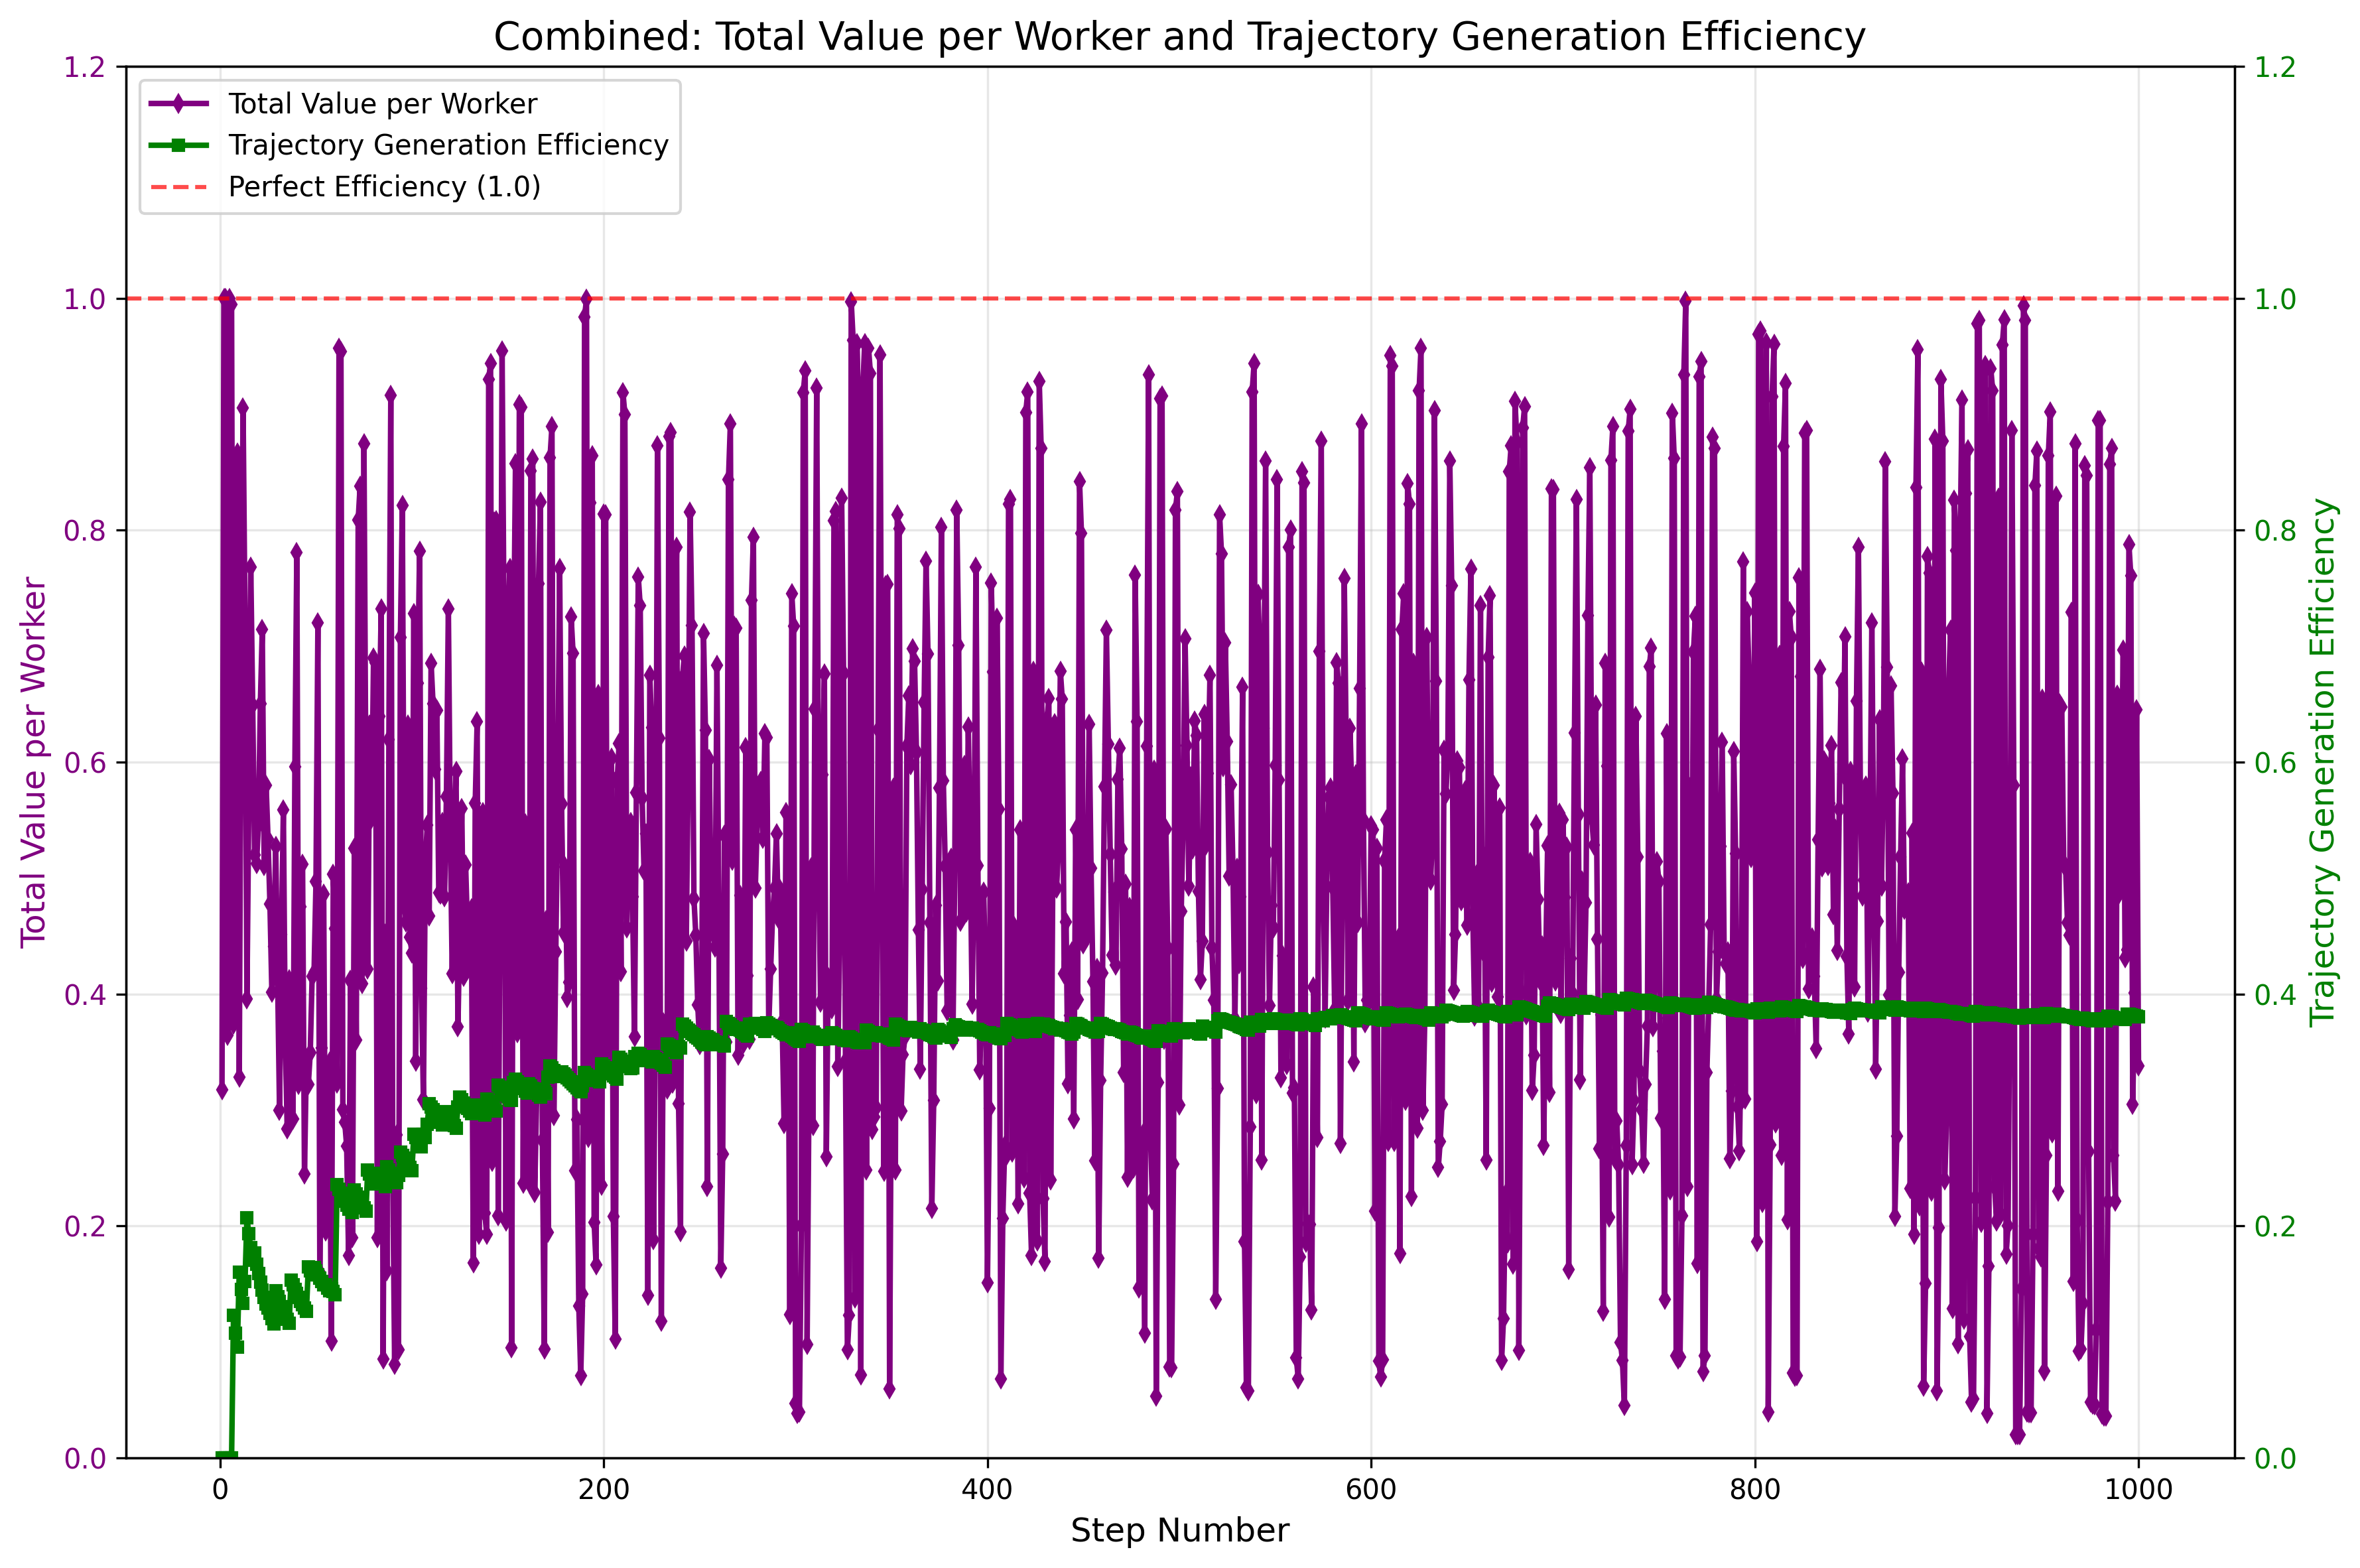 Combined: Total Value per Worker and Trajectory Generation Efficiency
Total Value per Worker
Trajectory Generation Efficiency
Perfect Efficiency (1.0)
1.2
1.0
0.8
0.6
0.4
0.2
0.0
Total Value per Worker
1.2
1.0
0.8
0.6
0.4
0.2
0.0
Trajectory Generation Efficiency
0
200
400
600
800
1000
Step Number